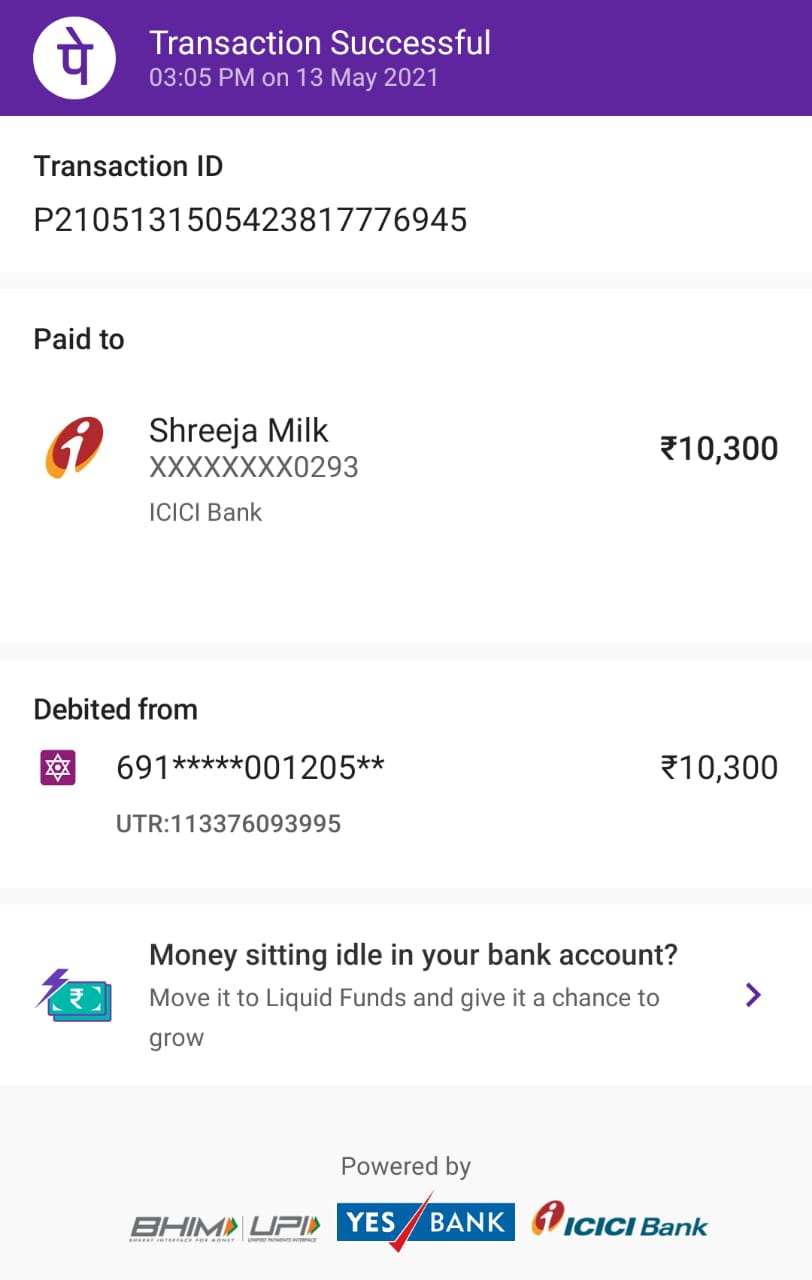 पे
Transaction Successful
03:05 PM on 13 May 2021
Transaction ID
P2105131505423817776945
Paid to
Shreeja Milk
₹10,300
XXXXXXXX0293
ICICI Bank
Debited from
691*****001205**
₹10,300
UTR:113376093995
Money sitting idle in your bank account?
Move it to Liquid Funds and give it a chance to
grow
₹
Powered by
BHIM UPI YES BANK ICICI Bank
BHARAT INTERFACE FOR MONEY UNIFIED PAYMENTS INTERFACE